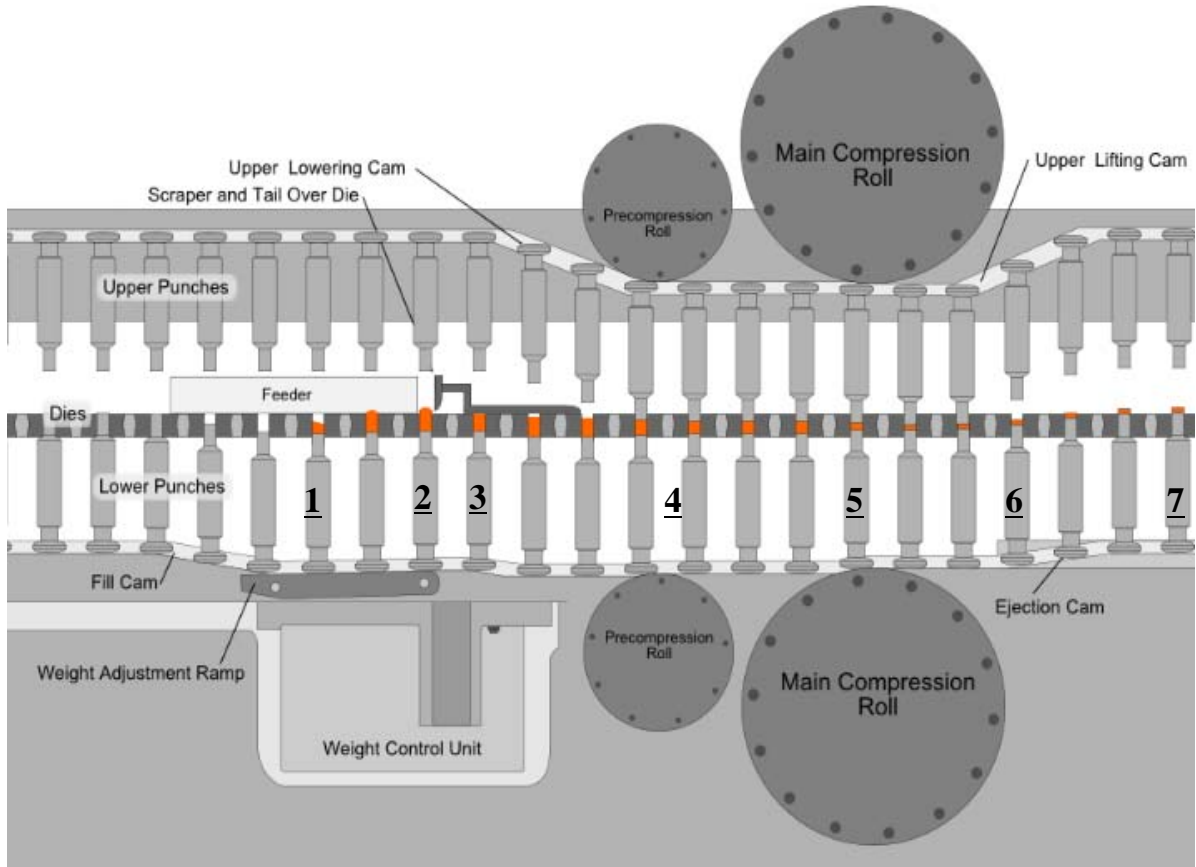 Upper Lowering Cam
Scraper and Tail Over Die
Precompression
Roll
Main Compression
Roll
Upper Lifting Cam
Upper Punches
Feeder
Dies
Lower Punches
1
2
3
4
5
6
7
Fill Cam
Ejection Cam
Weight Adjustment Ramp
Precompression
Roll
Main Compression
Roll
Weight Control Unit